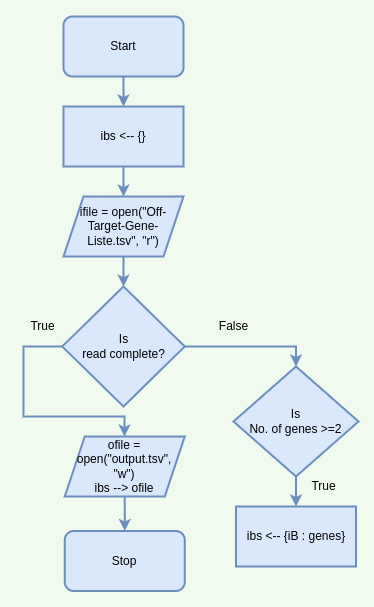 Start
ibs <-- {}
ifile = open("Off-
Target-Gene-
Liste.tsv", "r")
Is
read complete?
True
False
Is
No. of genes >=2
True
ofile =
open("output.tsv",
"w")
ibs --> ofile
ibs <-- {iB : genes}
Stop